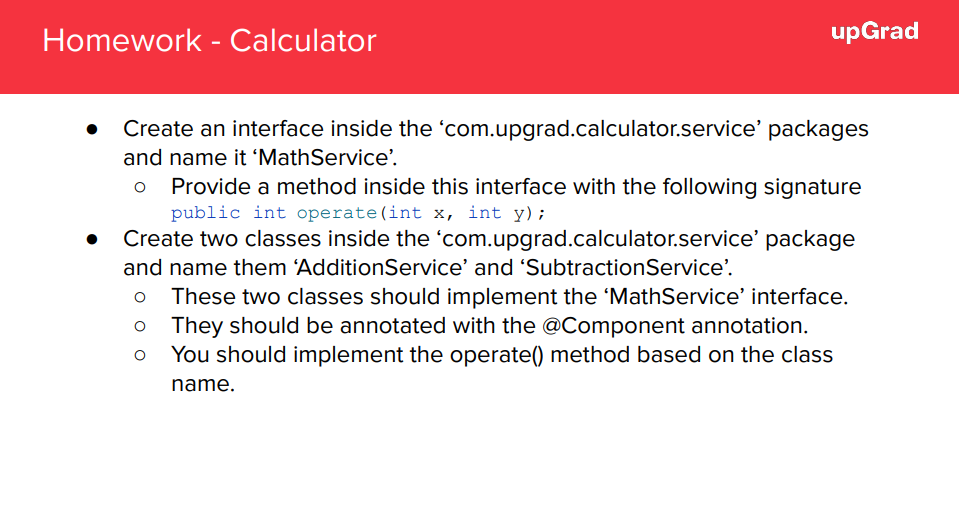 Homework - Calculator
upGrad
● Create an interface inside the ‘com.upgrad.calculator.service’ packages
and name it ‘MathService’.
○ Provide a method inside this interface with the following signature
public int operate(int x, int y);
● Create two classes inside the ‘com.upgrad.calculator.service’ package
and name them ‘AdditionService’ and ‘SubtractionService’.
○ These two classes should implement the ‘MathService’ interface.
○ They should be annotated with the @Component annotation.
○ You should implement the operate() method based on the class
name.